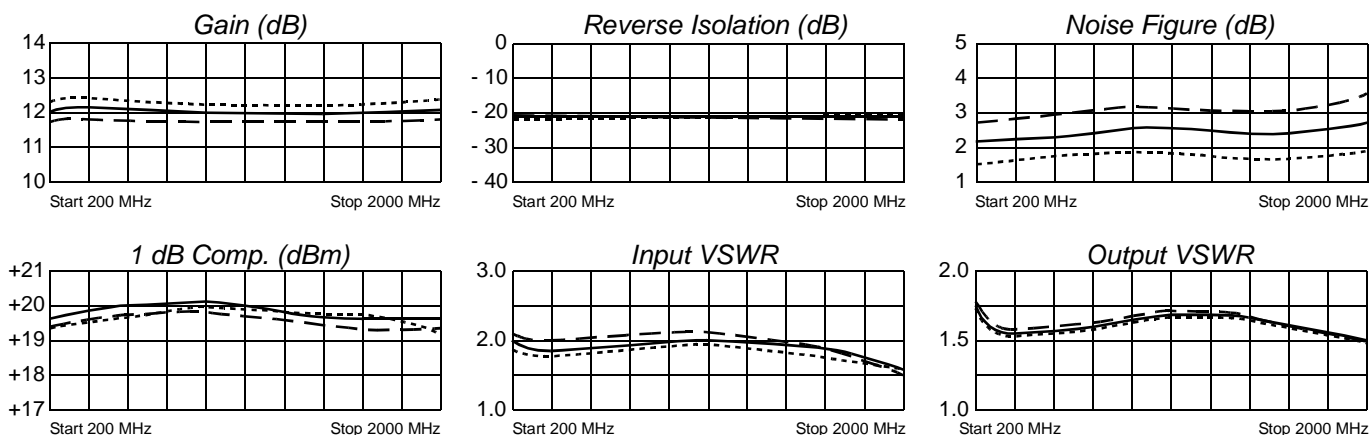 Gain (dB)
14
13
12
11
10
Start 200 MHz
Stop 2000 MHz
Reverse Isolation (dB)
0
- 10
- 20
- 30
- 40
Start 200 MHz
Stop 2000 MHz
Noise Figure (dB)
5
4
3
2
1
Start 200 MHz
Stop 2000 MHz
1 dB Comp. (dBm)
+21
+20
+19
+18
+17
Start 200 MHz
Stop 2000 MHz
Input VSWR
3.0
2.0
1.0
Start 200 MHz
Stop 2000 MHz
Output VSWR
2.0
1.5
1.0
Start 200 MHz
Stop 2000 MHz